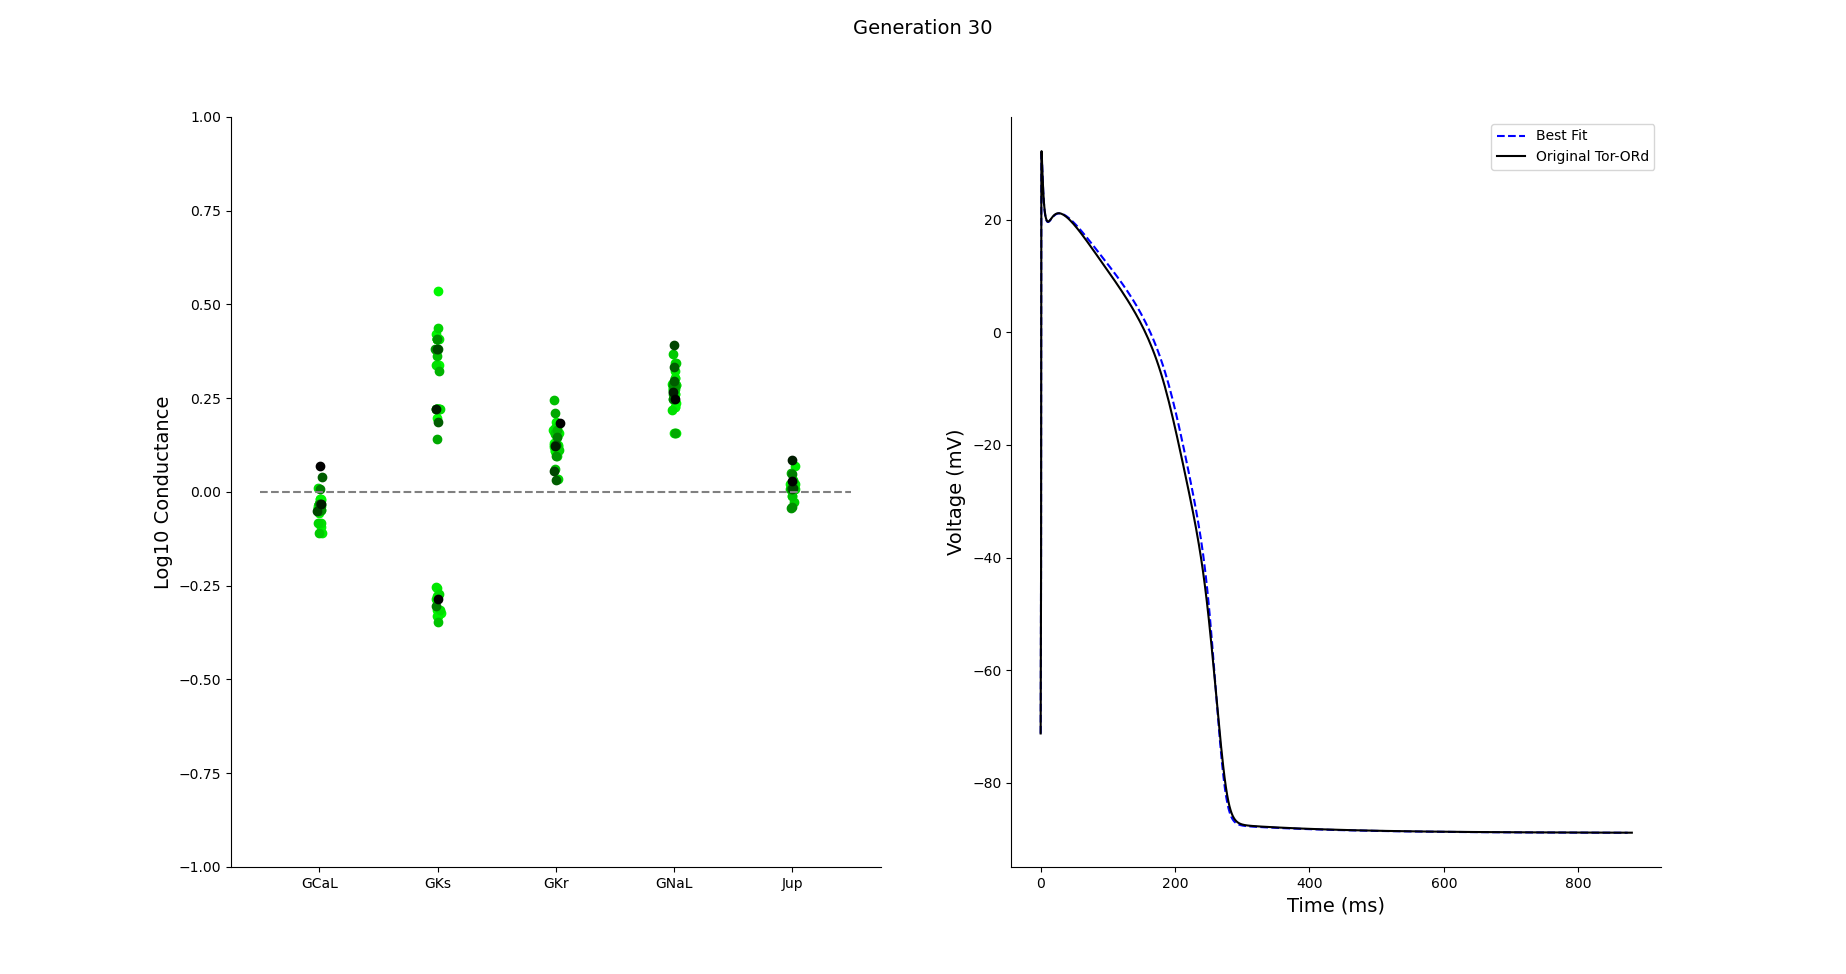 Generation 30
Log10 Conductance
1.00
0.75
0.50
0.25
0.00
−0.25
−0.50
−0.75
−1.00
GCaL GKs GKr GNaL Jup
Voltage (mV)
20
0
−20
−40
−60
−80
0 200 400 600 800
Time (ms)
Best Fit
Original Tor-ORd